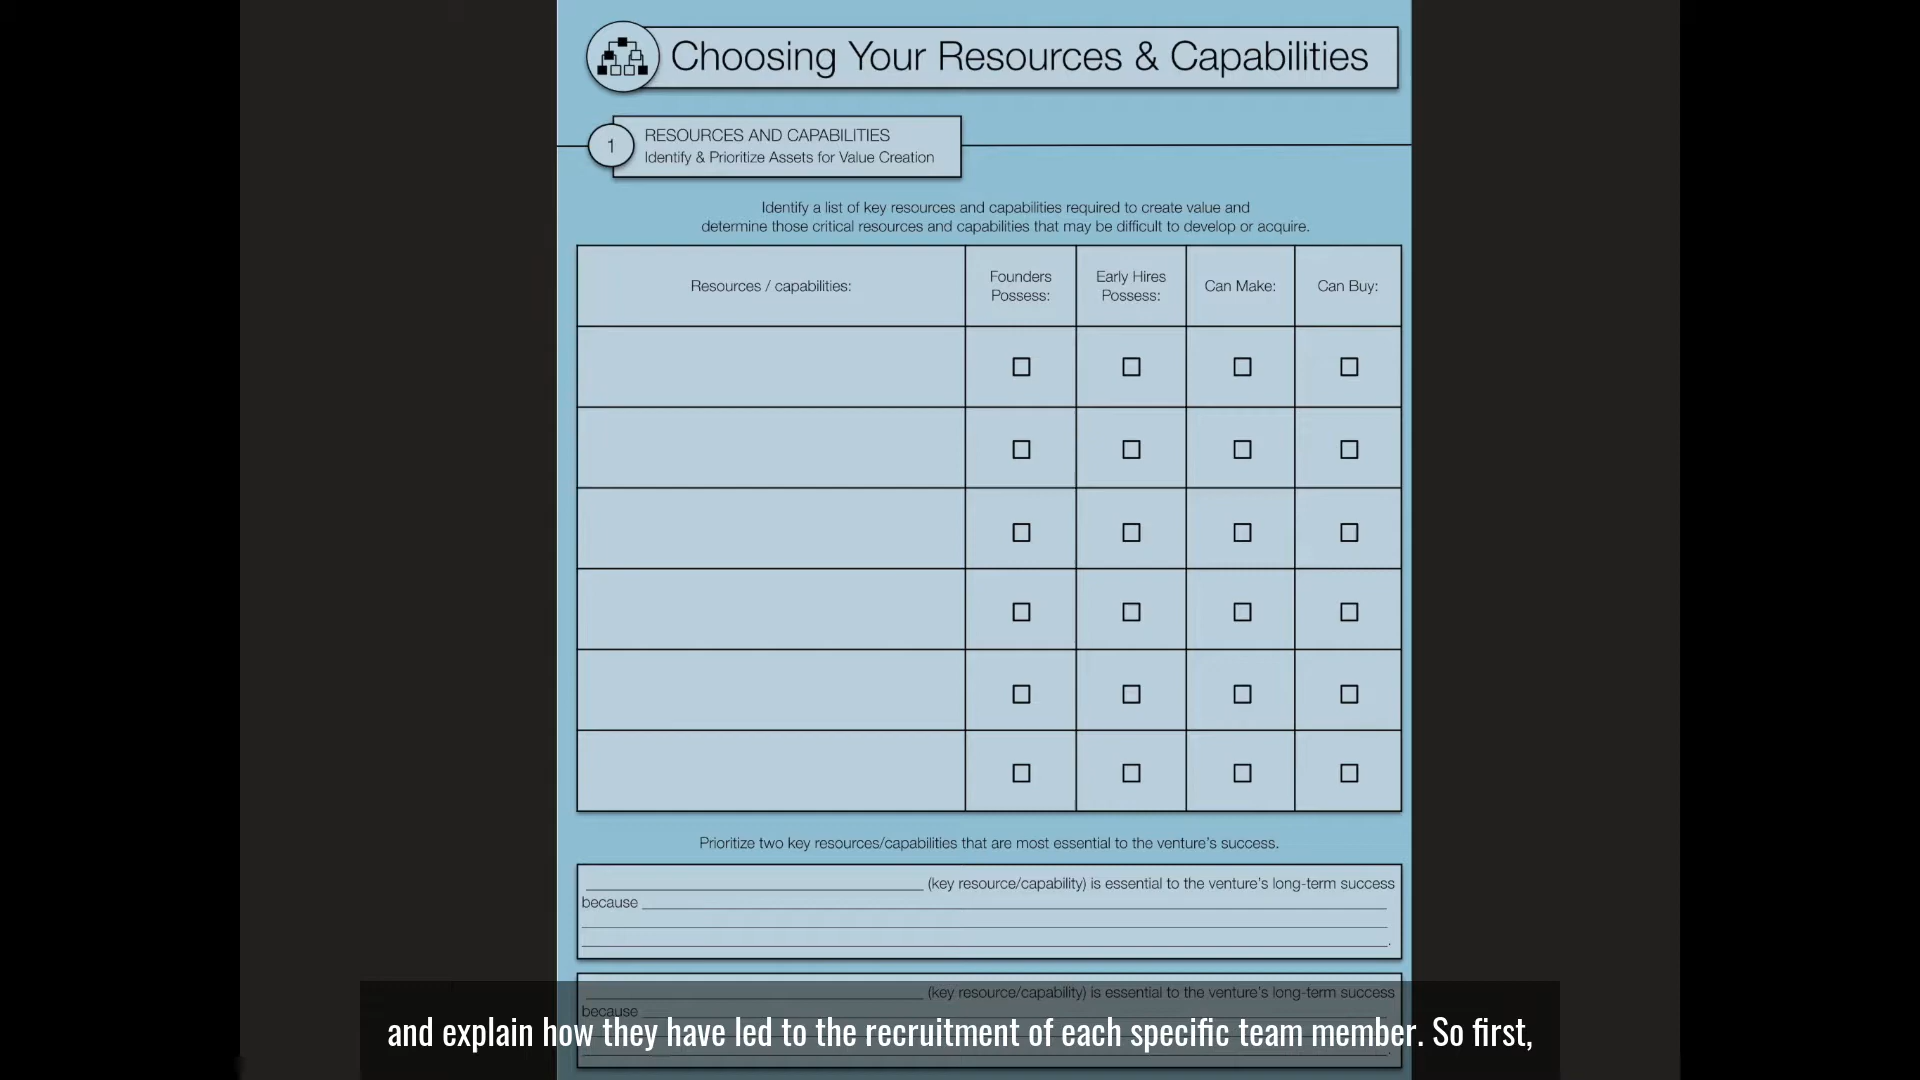 Choosing Your Resources & Capabilities
1
RESOURCES AND CAPABILITIES
Identify & Prioritize Assets for Value Creation
Identify a list of key resources and capabilities required to create value and
determine those critical resources and capabilities that may be difficult to develop or acquire.
Resources / capabilities:
Founders
Possess:
Early Hires
Possess:
Can Make:
Can Buy:
Prioritize two key resources/capabilities that are most essential to the venture's success.
(key resource/capability) is essential to the venture's long-term success
because
(key resource/capability) is essential to the venture's long-term success
because
and explain how they have led to the recruitment of each specific team member. So first,